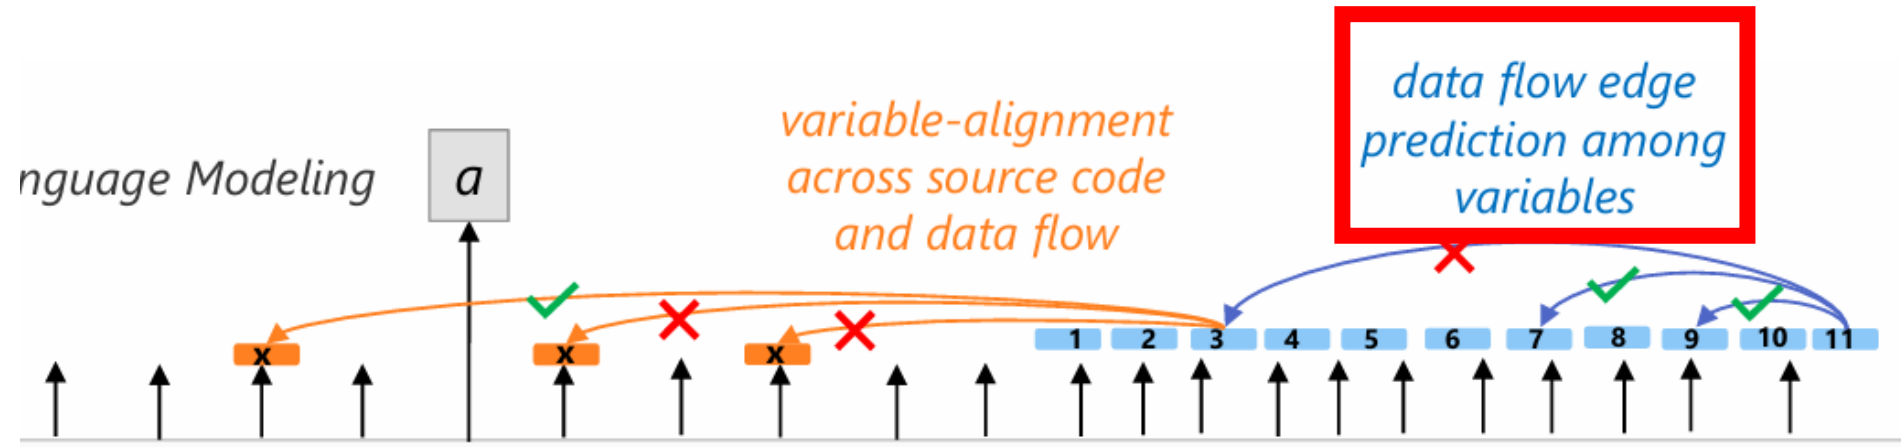 data flow edge
prediction among
variables
variable-alignment
across source code
and data flow
nguage Modeling
a
x x x
1 2 3 4 5 6 7 8 9 10 11